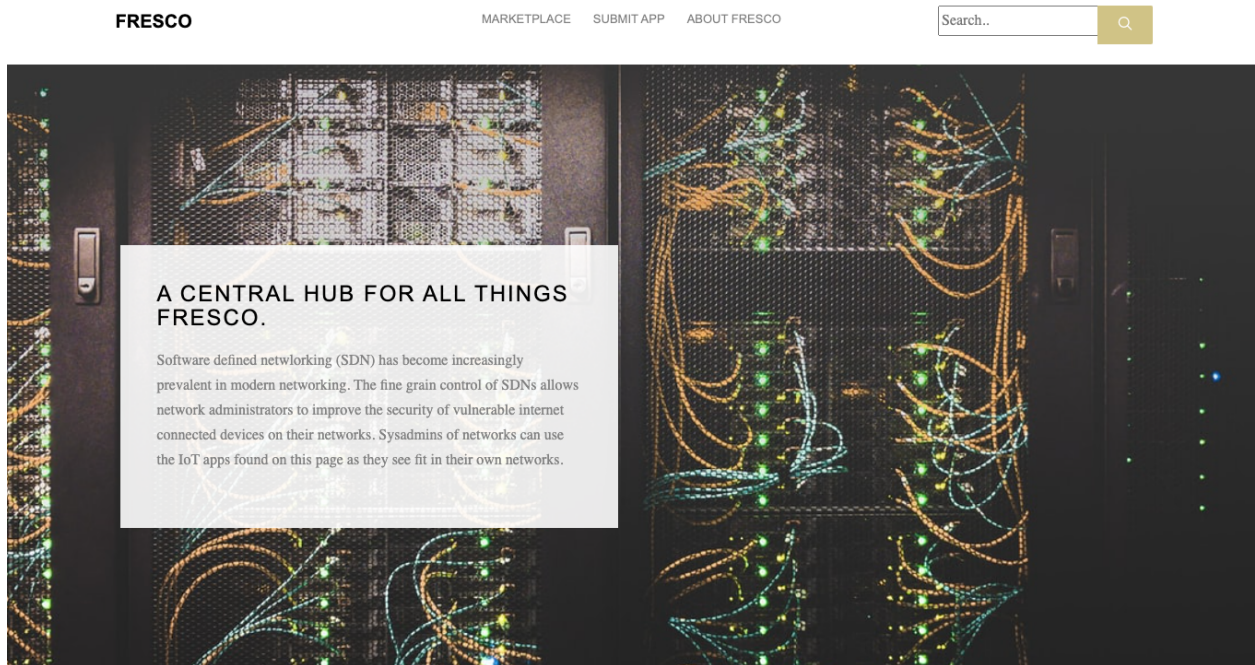 FRESCO
MARKETPLACE SUBMIT APP ABOUT FRESCO
Search..
A CENTRAL HUB FOR ALL THINGS
FRESCO.
Software defined netwlorking (SDN) has become increasingly
prevalent in modern networking. The fine grain control of SDNs allows
network administrators to improve the security of vulnerable internet
connected devices on their networks. Sysadmins of networks can use
the IoT apps found on this page as they see fit in their own networks.